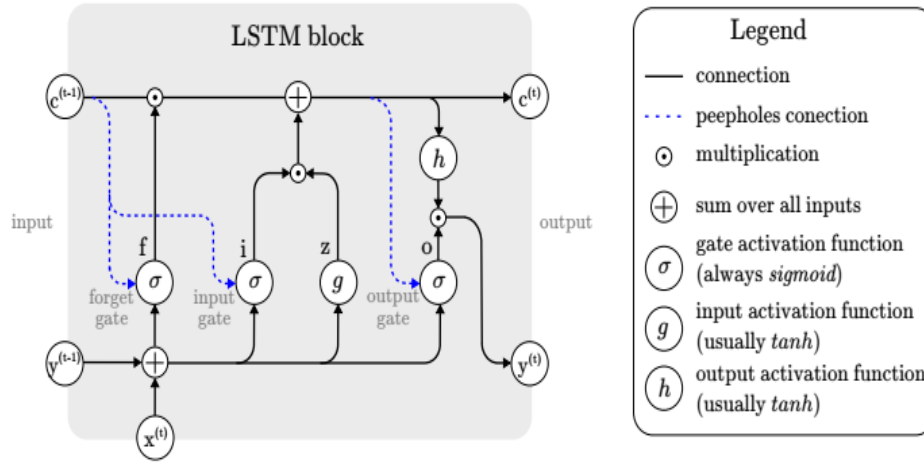 LSTM block
c(t-1)
c(t)
h
input
output
f
i
z
o
σ
σ
g
σ
forget
gate
input
gate
output
gate
y(t-1)
y(t)
x(t)
Legend
connection
peepholes conection
multiplication
sum over all inputs
σ
gate activation function
(always sigmoid)
g
input activation function
(usually tanh)
h
output activation function
(usually tanh)